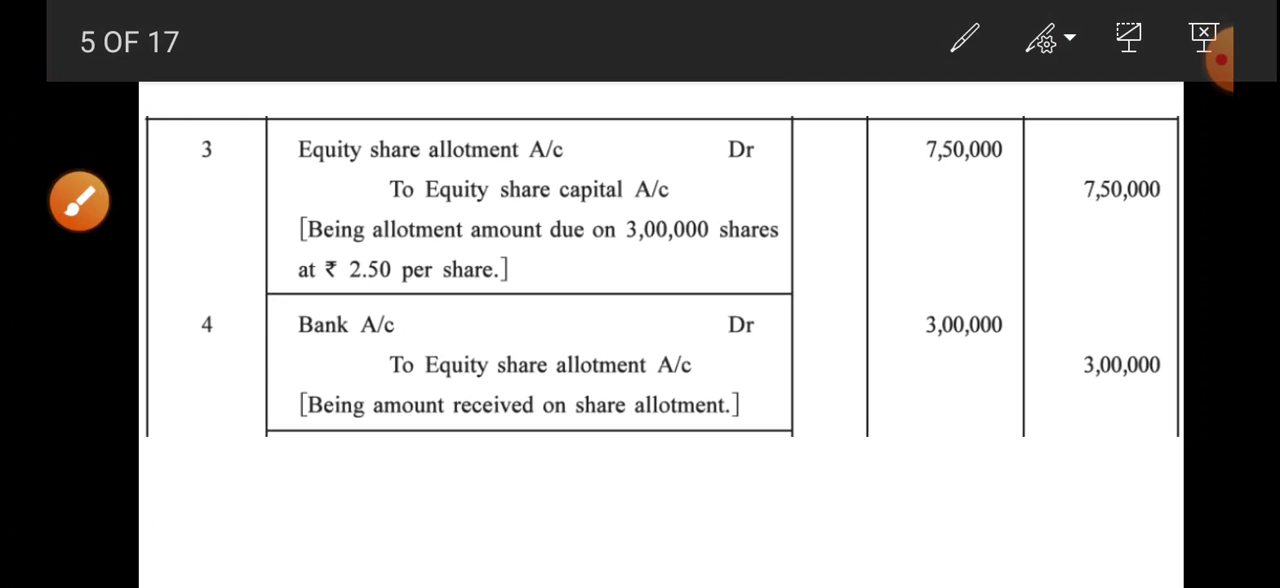 5 OF 17
3 Equity share allotment A/c Dr 7,50,000
To Equity share capital A/c 7,50,000
[Being allotment amount due on 3,00,000 shares
at ₹ 2.50 per share.]
4 Bank A/c Dr 3,00,000
To Equity share allotment A/c 3,00,000
[Being amount received on share allotment.]